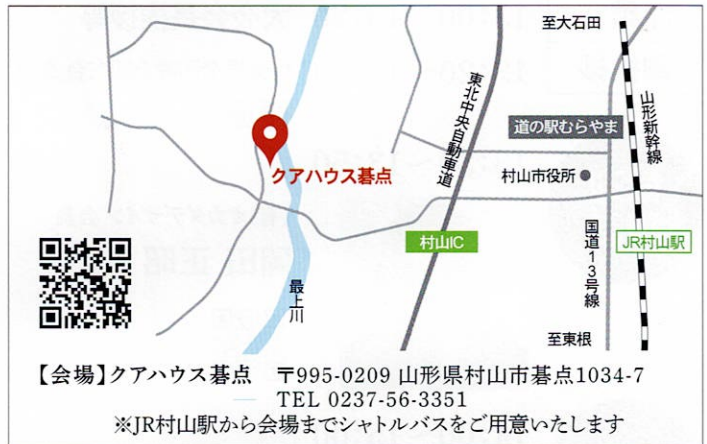 至大石田
東北中央自動車道
山形新幹線
道の駅むらやま
クアハウス碁点
村山市役所
村山IC
国道13号線
JR村山駅
最上川
至東根
【会場】クアハウス碁点 〒995-0209 山形県村山市碁点1034-7
TEL 0237-56-3351
※JR村山駅から会場までシャトルバスをご用意いたします